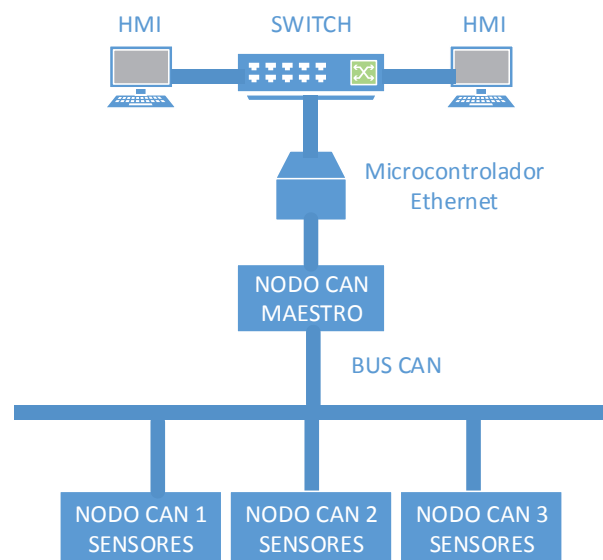 HMI
SWITCH
HMI
Microcontrolador
Ethernet
NODO CAN
MAESTRO
BUS CAN
NODO CAN 1
SENSORES
NODO CAN 2
SENSORES
NODO CAN 3
SENSORES